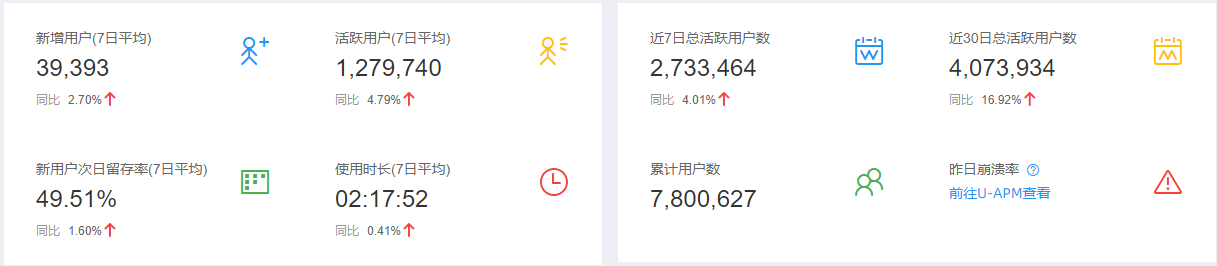 新增用户(7日平均)
39,393
同比 2.70%
活跃用户(7日平均)
1,279,740
同比 4.79%
近7日总活跃用户数
2,733,464
同比 4.01%
近30日总活跃用户数
4,073,934
同比 16.92%
新用户次日留存率(7日平均)
49.51%
同比 1.60%
使用时长(7日平均)
02:17:52
同比 0.41%
累计用户数
7,800,627
昨日崩溃率
前往U-APM查看